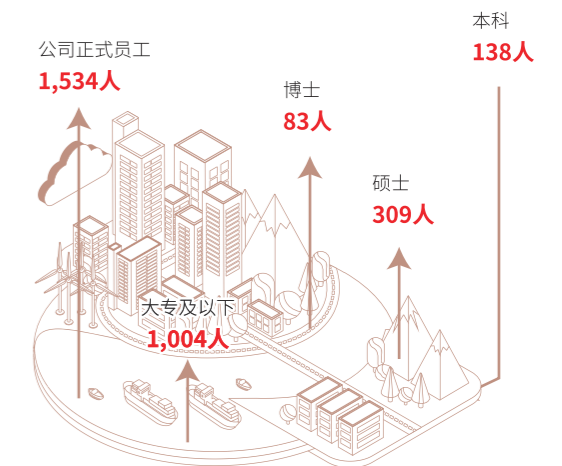 本科
138人
公司正式员工
1,534人
博士
83人
硕士
309人
大专及以下
1,004人